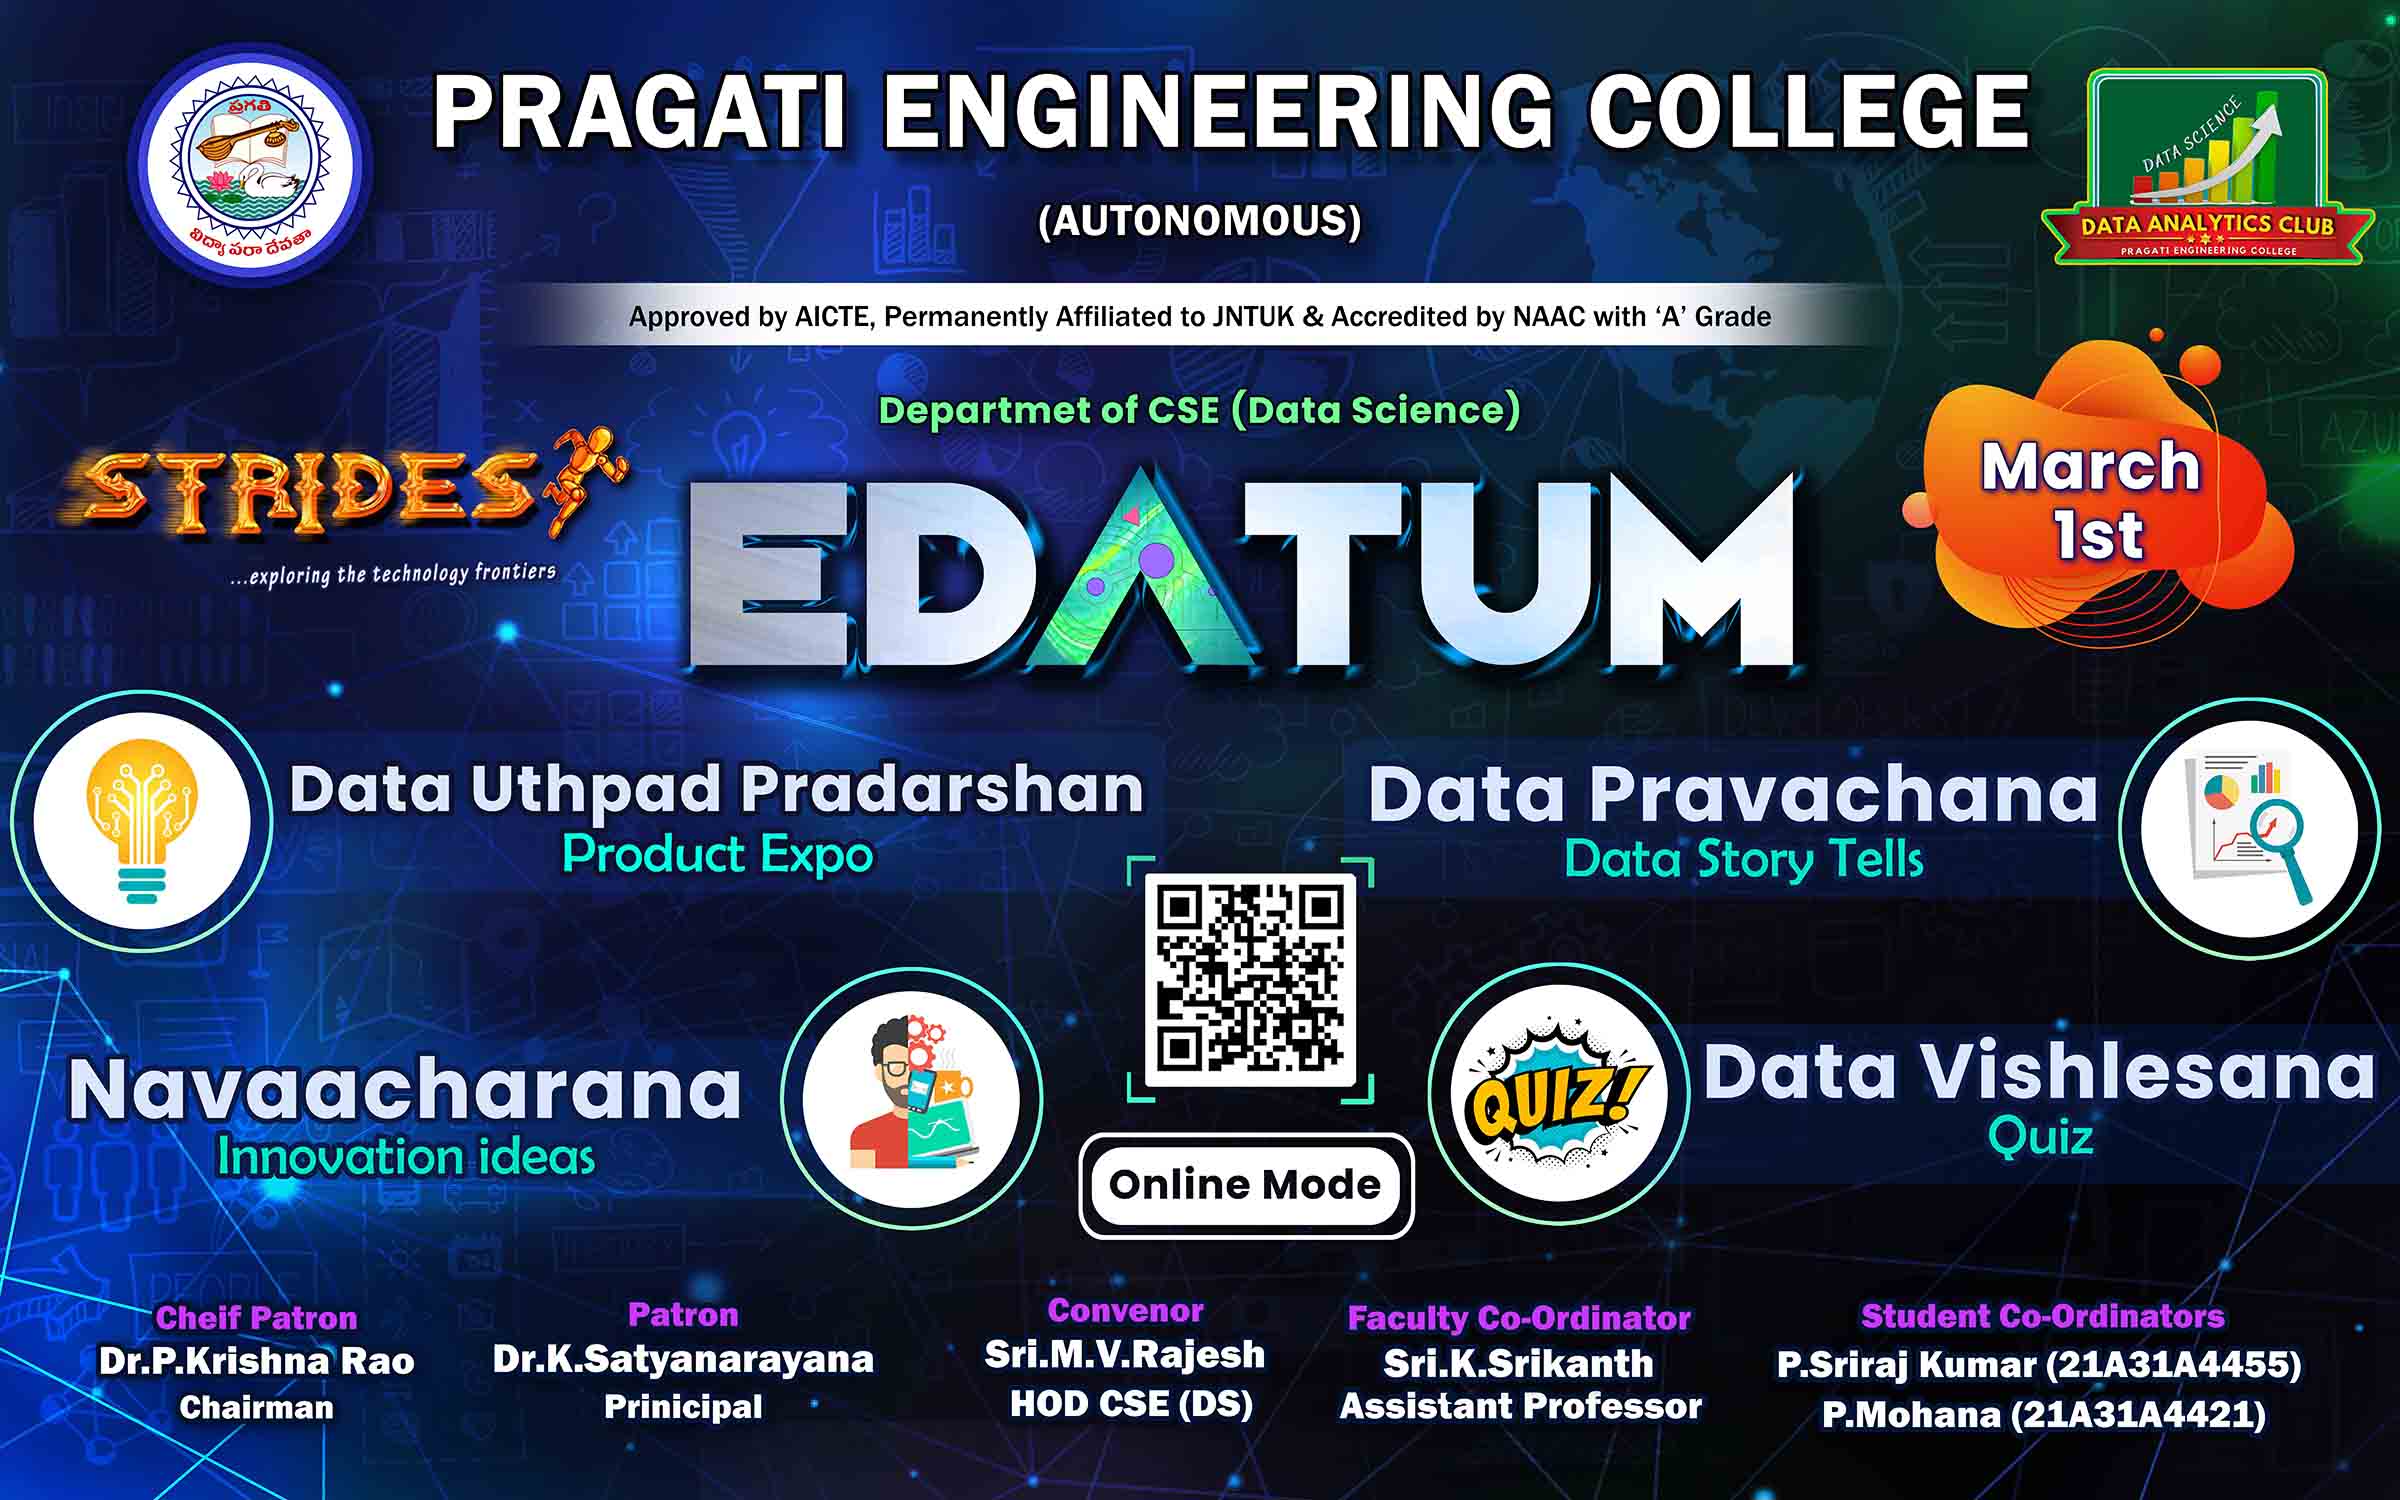 PRAGATI ENGINEERING COLLEGE
(AUTONOMOUS)
ప్రగతి
విద్యా పరా దేవతా
DATA SCIENCE
DATA ANALYTICS CLUB
PRAGATI ENGINEERING COLLEGE
Approved by AICTE, Permanently Affiliated to JNTUK & Accredited by NAAC with ‘A’ Grade
Departmet of CSE (Data Science)
STRIDES
...exploring the technology frontiers
EDATUM
March
1st
Data Uthpad Pradarshan
Product Expo
Data Pravachana
Data Story Tells
Navaacharana
Innovation ideas
QUIZ!
Data Vishlesana
Quiz
Online Mode
Cheif Patron
Dr.P.Krishna Rao
Chairman
Patron
Dr.K.Satyanarayana
Prinicipal
Convenor
Sri.M.V.Rajesh
HOD CSE (DS)
Faculty Co-Ordinator
Sri.K.Srikanth
Assistant Professor
Student Co-Ordinators
P.Sriraj Kumar (21A31A4455)
P.Mohana (21A31A4421)